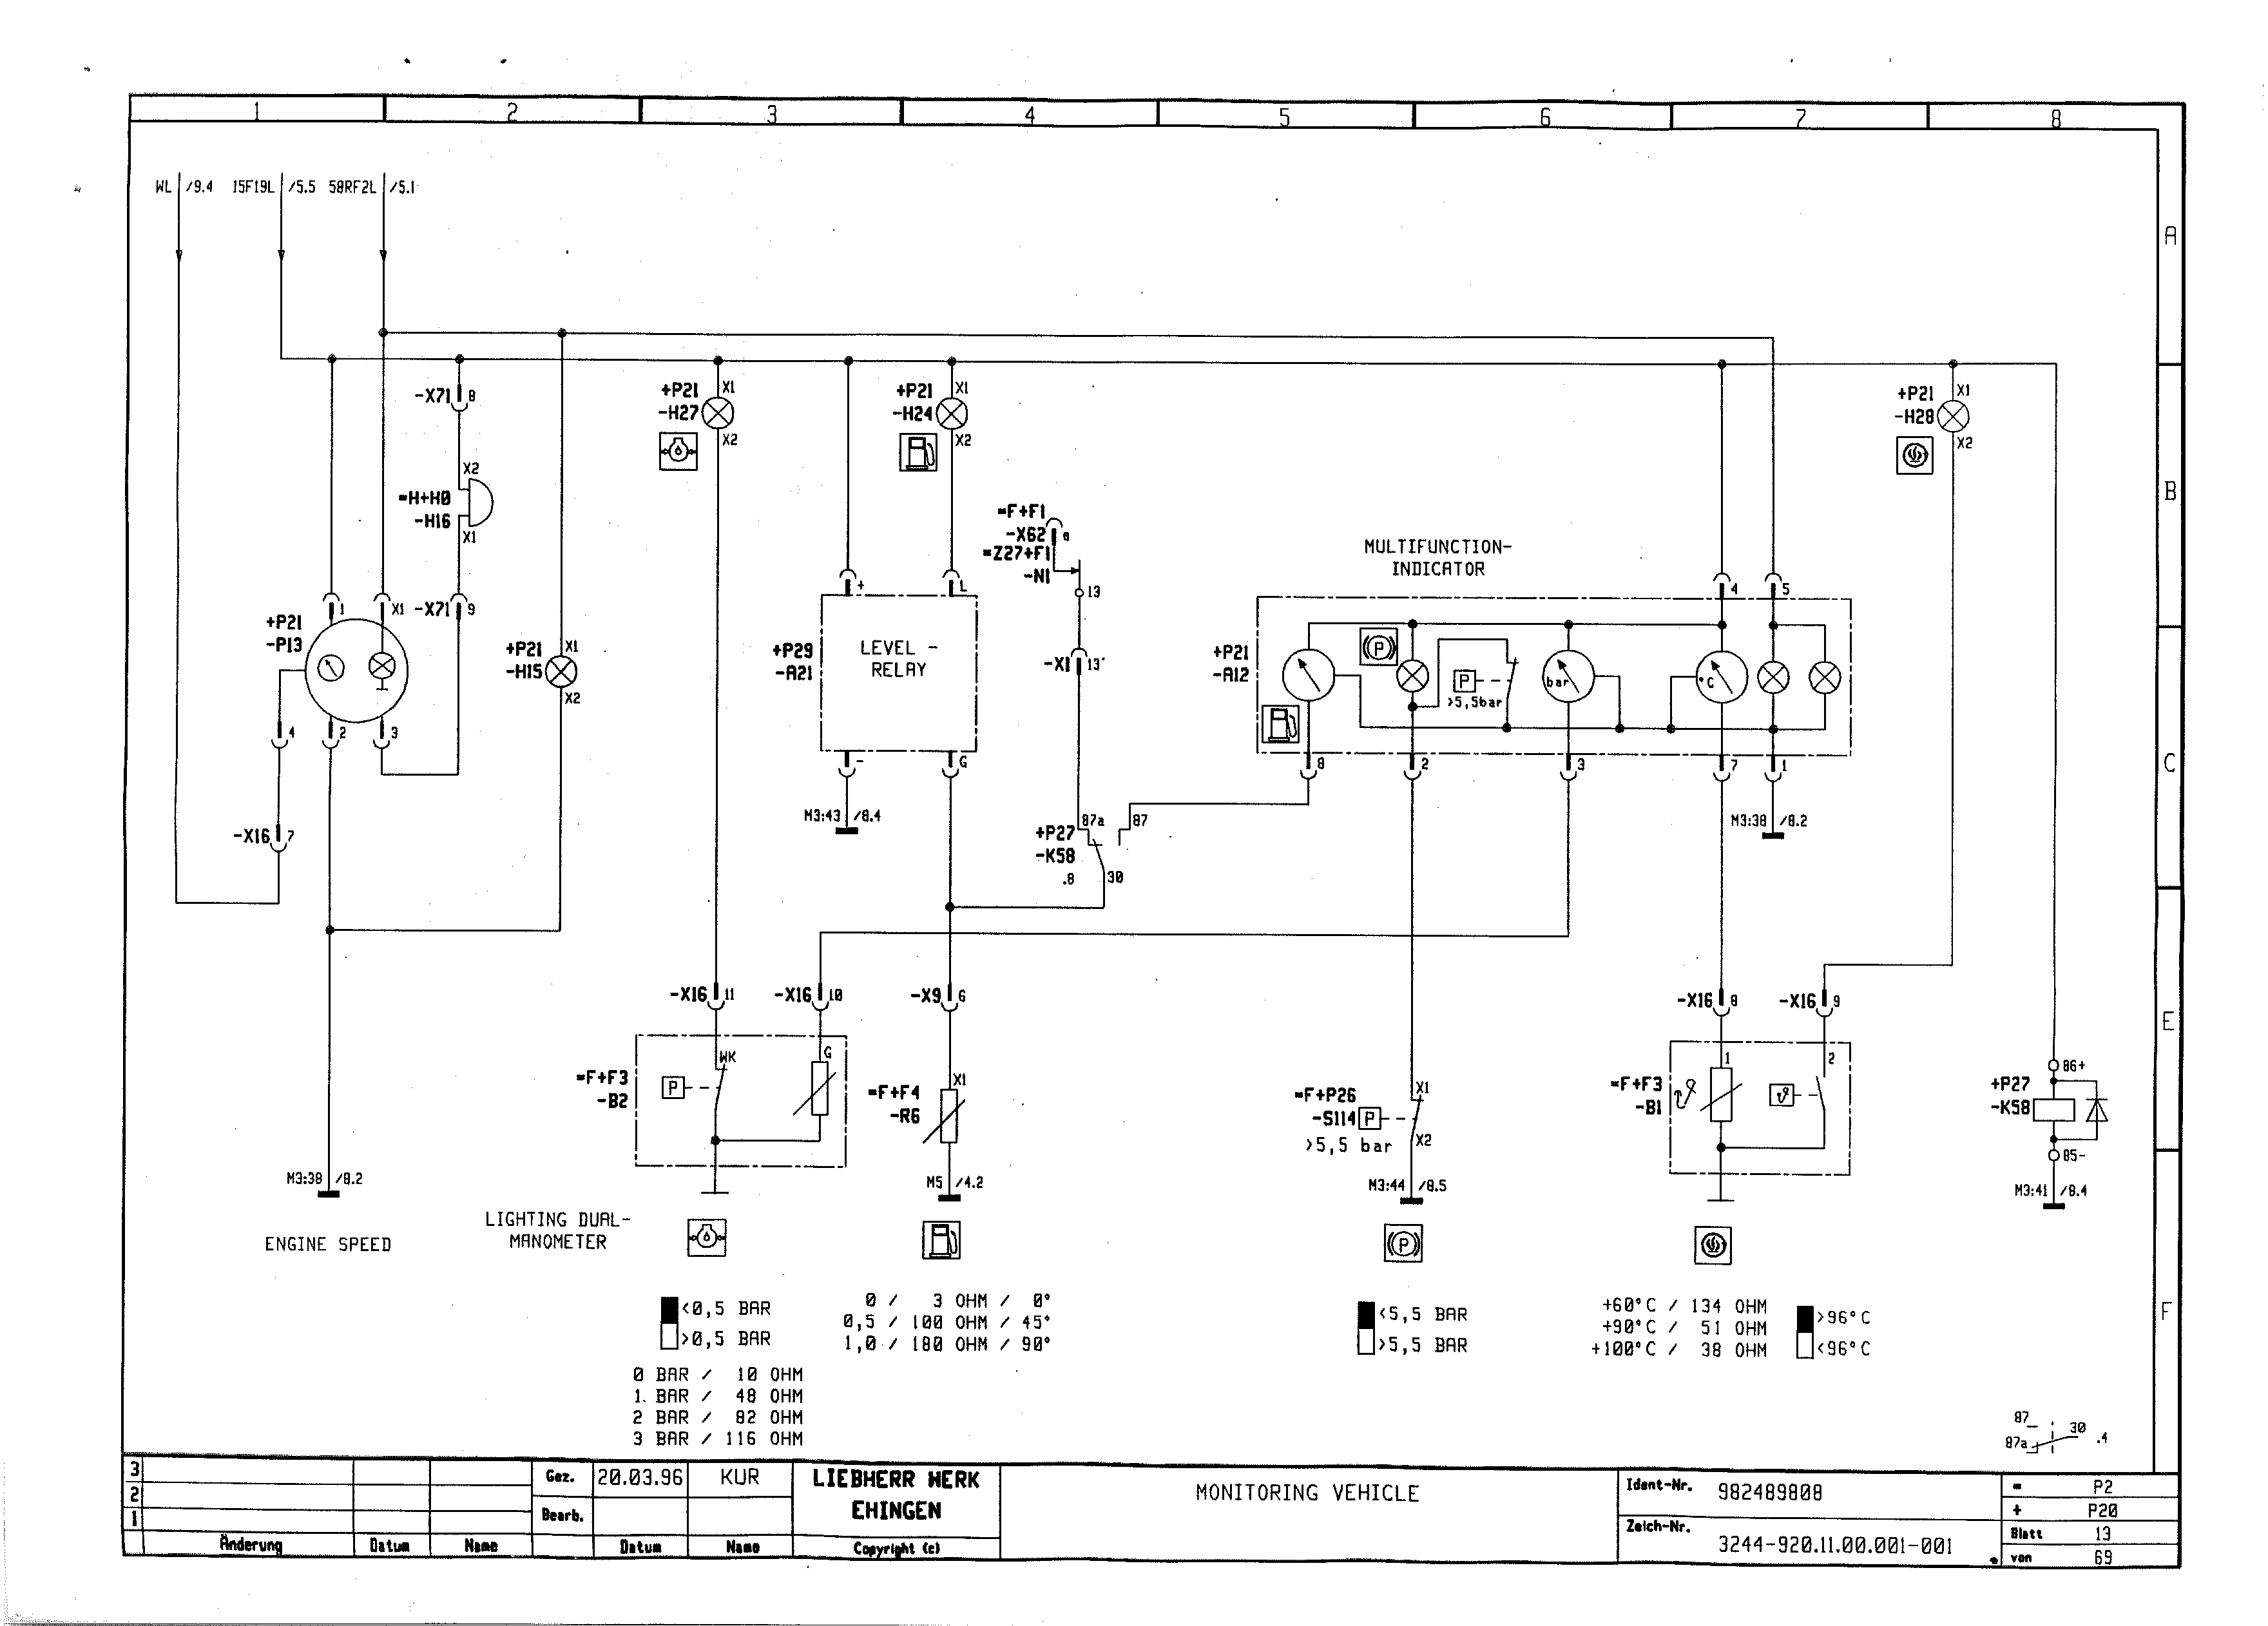 1 2 3 4 5 6 7 8
WL /9.4 15F19L /5.5 58RF2L /5.1
A
B
C
E
F
-X71 8
X2
=H+H0
-H16
X1
-X71 9
+P21
-P13
1
X1
4
2
3
-X16 7
+P21
-H15
X1
X2
M3:38 /8.2
ENGINE SPEED
LIGHTING DUAL-
MANOMETER
+P21
-H27
X1
X2
+P21
-H24
X1
X2
+
L
LEVEL -
RELAY
+P29
-A21
-
G
M3:43 /8.4
=F+F1
-X62 8
=Z27+F1
-N1
13
-X1 13
87a
87
+P27
-K58
.8
30
MULTIFUNCTION-
INDICATOR
4
5
+P21
-A12
(P)
P
>5,5bar
bar
°C
8
2
3
7
1
M3:38 /8.2
+P21
-H28
X1
X2
-X16 11
-X16 10
-X9 6
=F+F3
-B2
P
WK
G
=F+F4
-R6
X1
M5 /4.2
=F+P26
-S114 P
>5,5 bar
X1
X2
M3:44 /8.5
(P)
-X16 8
-X16 9
=F+F3
-B1
1
2
+P27
-K58
86+
85-
M3:41 /8.4
<0,5 BAR
>0,5 BAR
0 BAR / 10 OHM
1 BAR / 48 OHM
2 BAR / 82 OHM
3 BAR / 116 OHM
0 / 3 OHM / 0°
0,5 / 100 OHM / 45°
1,0 / 180 OHM / 90°
<5,5 BAR
>5,5 BAR
+60°C / 134 OHM
+90°C / 51 OHM
+100°C / 38 OHM
>96°C
<96°C
87
30
87a
.4
3
2
1
Änderung Datum Name
Gez. 20.03.96 KUR
Bearb.
Datum Name
LIEBHERR WERK
EHINGEN
Copyright (c)
MONITORING VEHICLE
Ident-Nr. 982489808
Zeich-Nr.
3244-920.11.00.001-001
= P2
+ P20
Blatt 13
von 69